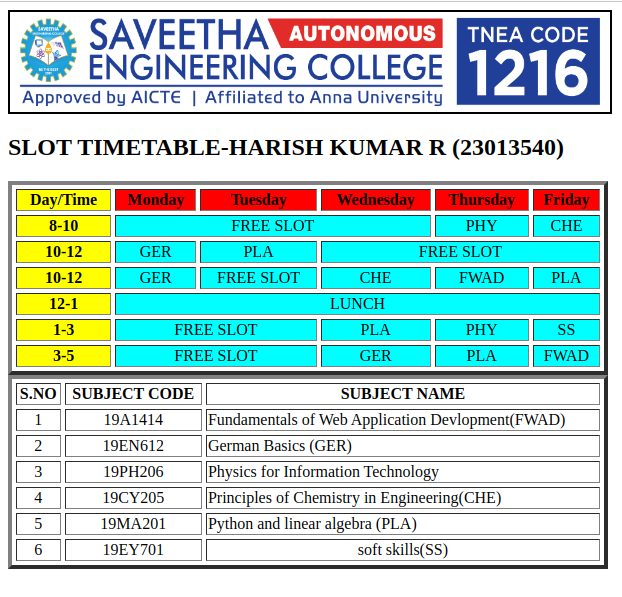 SAVEETHA AUTONOMOUS
ENGINEERING COLLEGE
Approved by AICTE | Affiliated to Anna University
TNEA CODE
1216
SLOT TIMETABLE-HARISH KUMAR R (23013540)
Day/Time Monday Tuesday Wednesday Thursday Friday
8-10 FREE SLOT PHY CHE
10-12 GER PLA FREE SLOT
10-12 GER FREE SLOT CHE FWAD PLA
12-1 LUNCH
1-3 FREE SLOT PLA PHY SS
3-5 FREE SLOT GER PLA FWAD
S.NO SUBJECT CODE SUBJECT NAME
1 19A1414 Fundamentals of Web Application Devlopment(FWAD)
2 19EN612 German Basics (GER)
3 19PH206 Physics for Information Technology
4 19CY205 Principles of Chemistry in Engineering(CHE)
5 19MA201 Python and linear algebra (PLA)
6 19EY701 soft skills(SS)